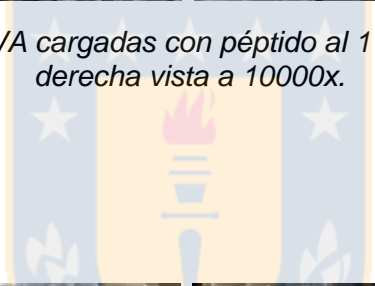 cargadas con péptido al 1
derecha vista a 10000x.